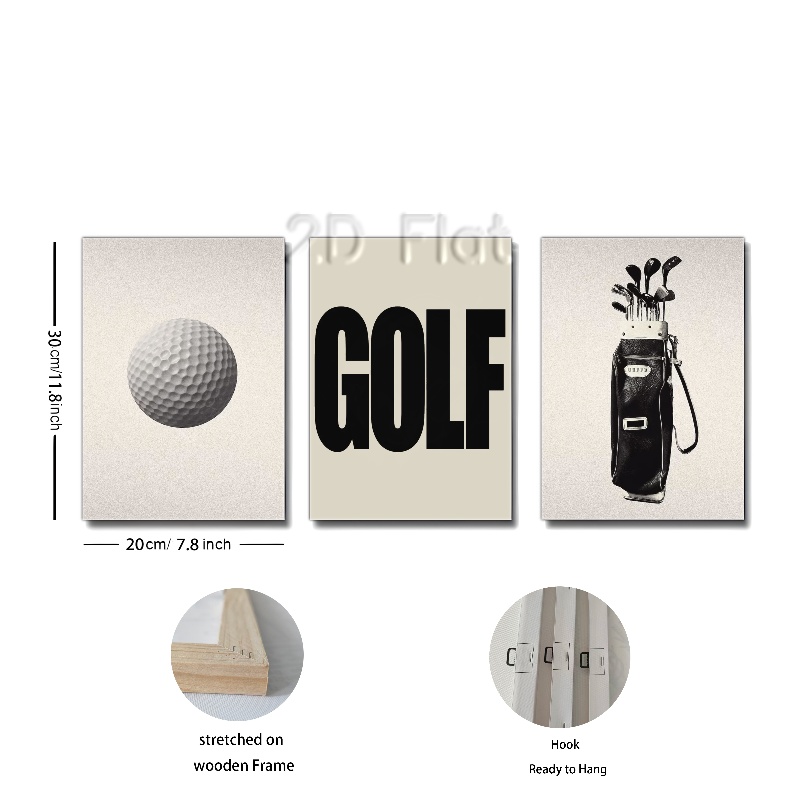 2D Flat
GOLF
30cm/11.8inch
20cm/ 7.8 inch
stretched on
wooden Frame
Hook
Ready to Hang